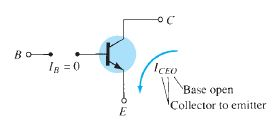 C
B
I_B = 0
I_CEO
Base open
Collector to emitter
E